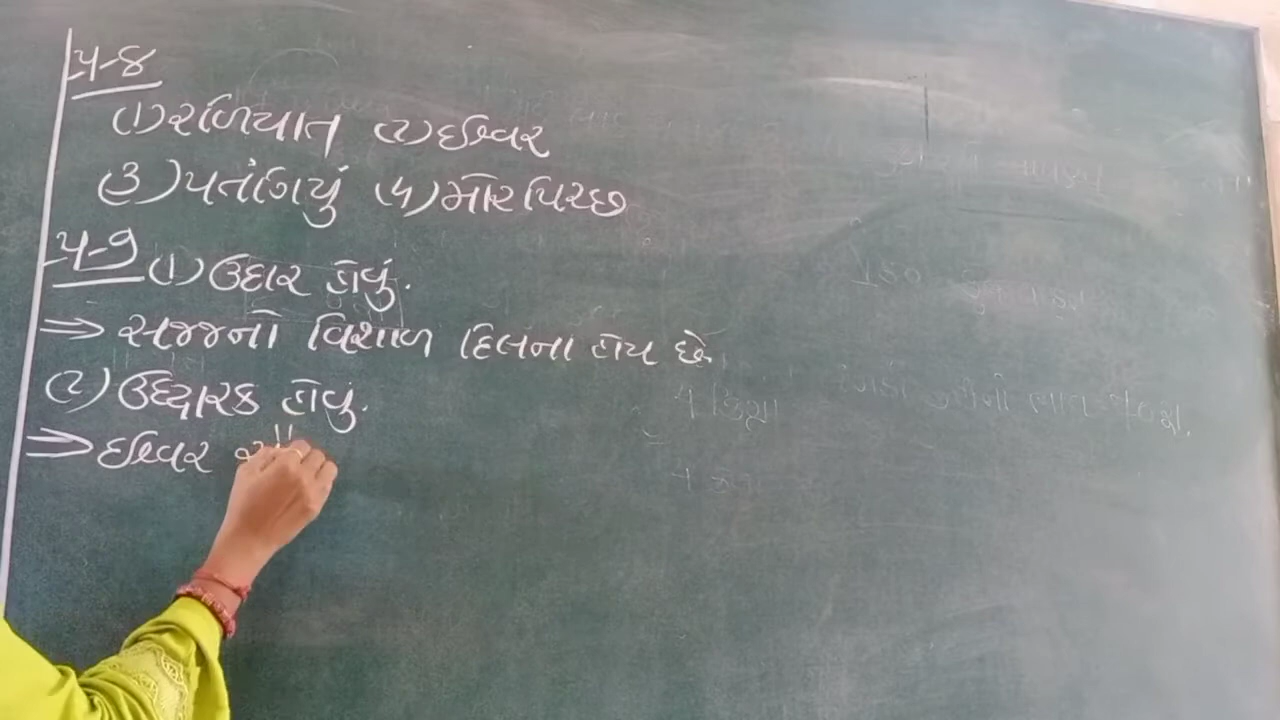 પ્ર-૪
(૧) રળિયાત (૨) ઈશ્વર
(૩) પતંગિયું (૪) મોરપિચ્છ
પ્ર-૭ (૧) ઉદાર હોવું.
⇒ સજ્જનો વિશાળ દિલના હોય છે.
(૨) ઉદ્ધારક હોવું.
⇒ ઈશ્વર